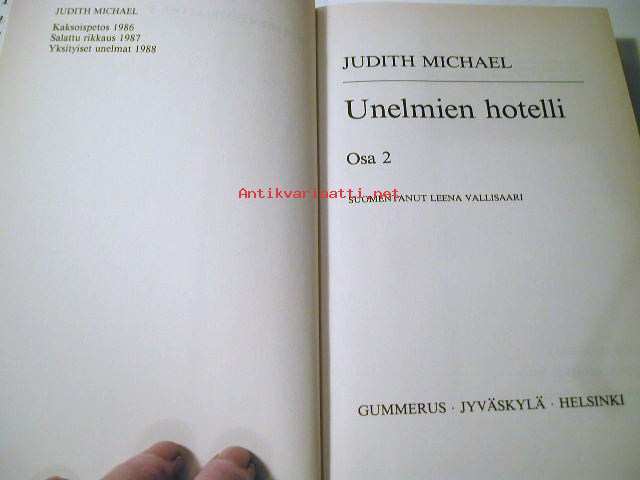 JUDITH MICHAEL
Kaksoispetos 1986
Salattu rikkaus 1987
Yksityiset unelmat 1988
JUDITH MICHAEL
Unelmien hotelli
Osa 2
Antikvariaatti.net
SUOMENTANUT LEENA VALLISAARI
GUMMERUS · JYVÄSKYLÄ · HELSINKI